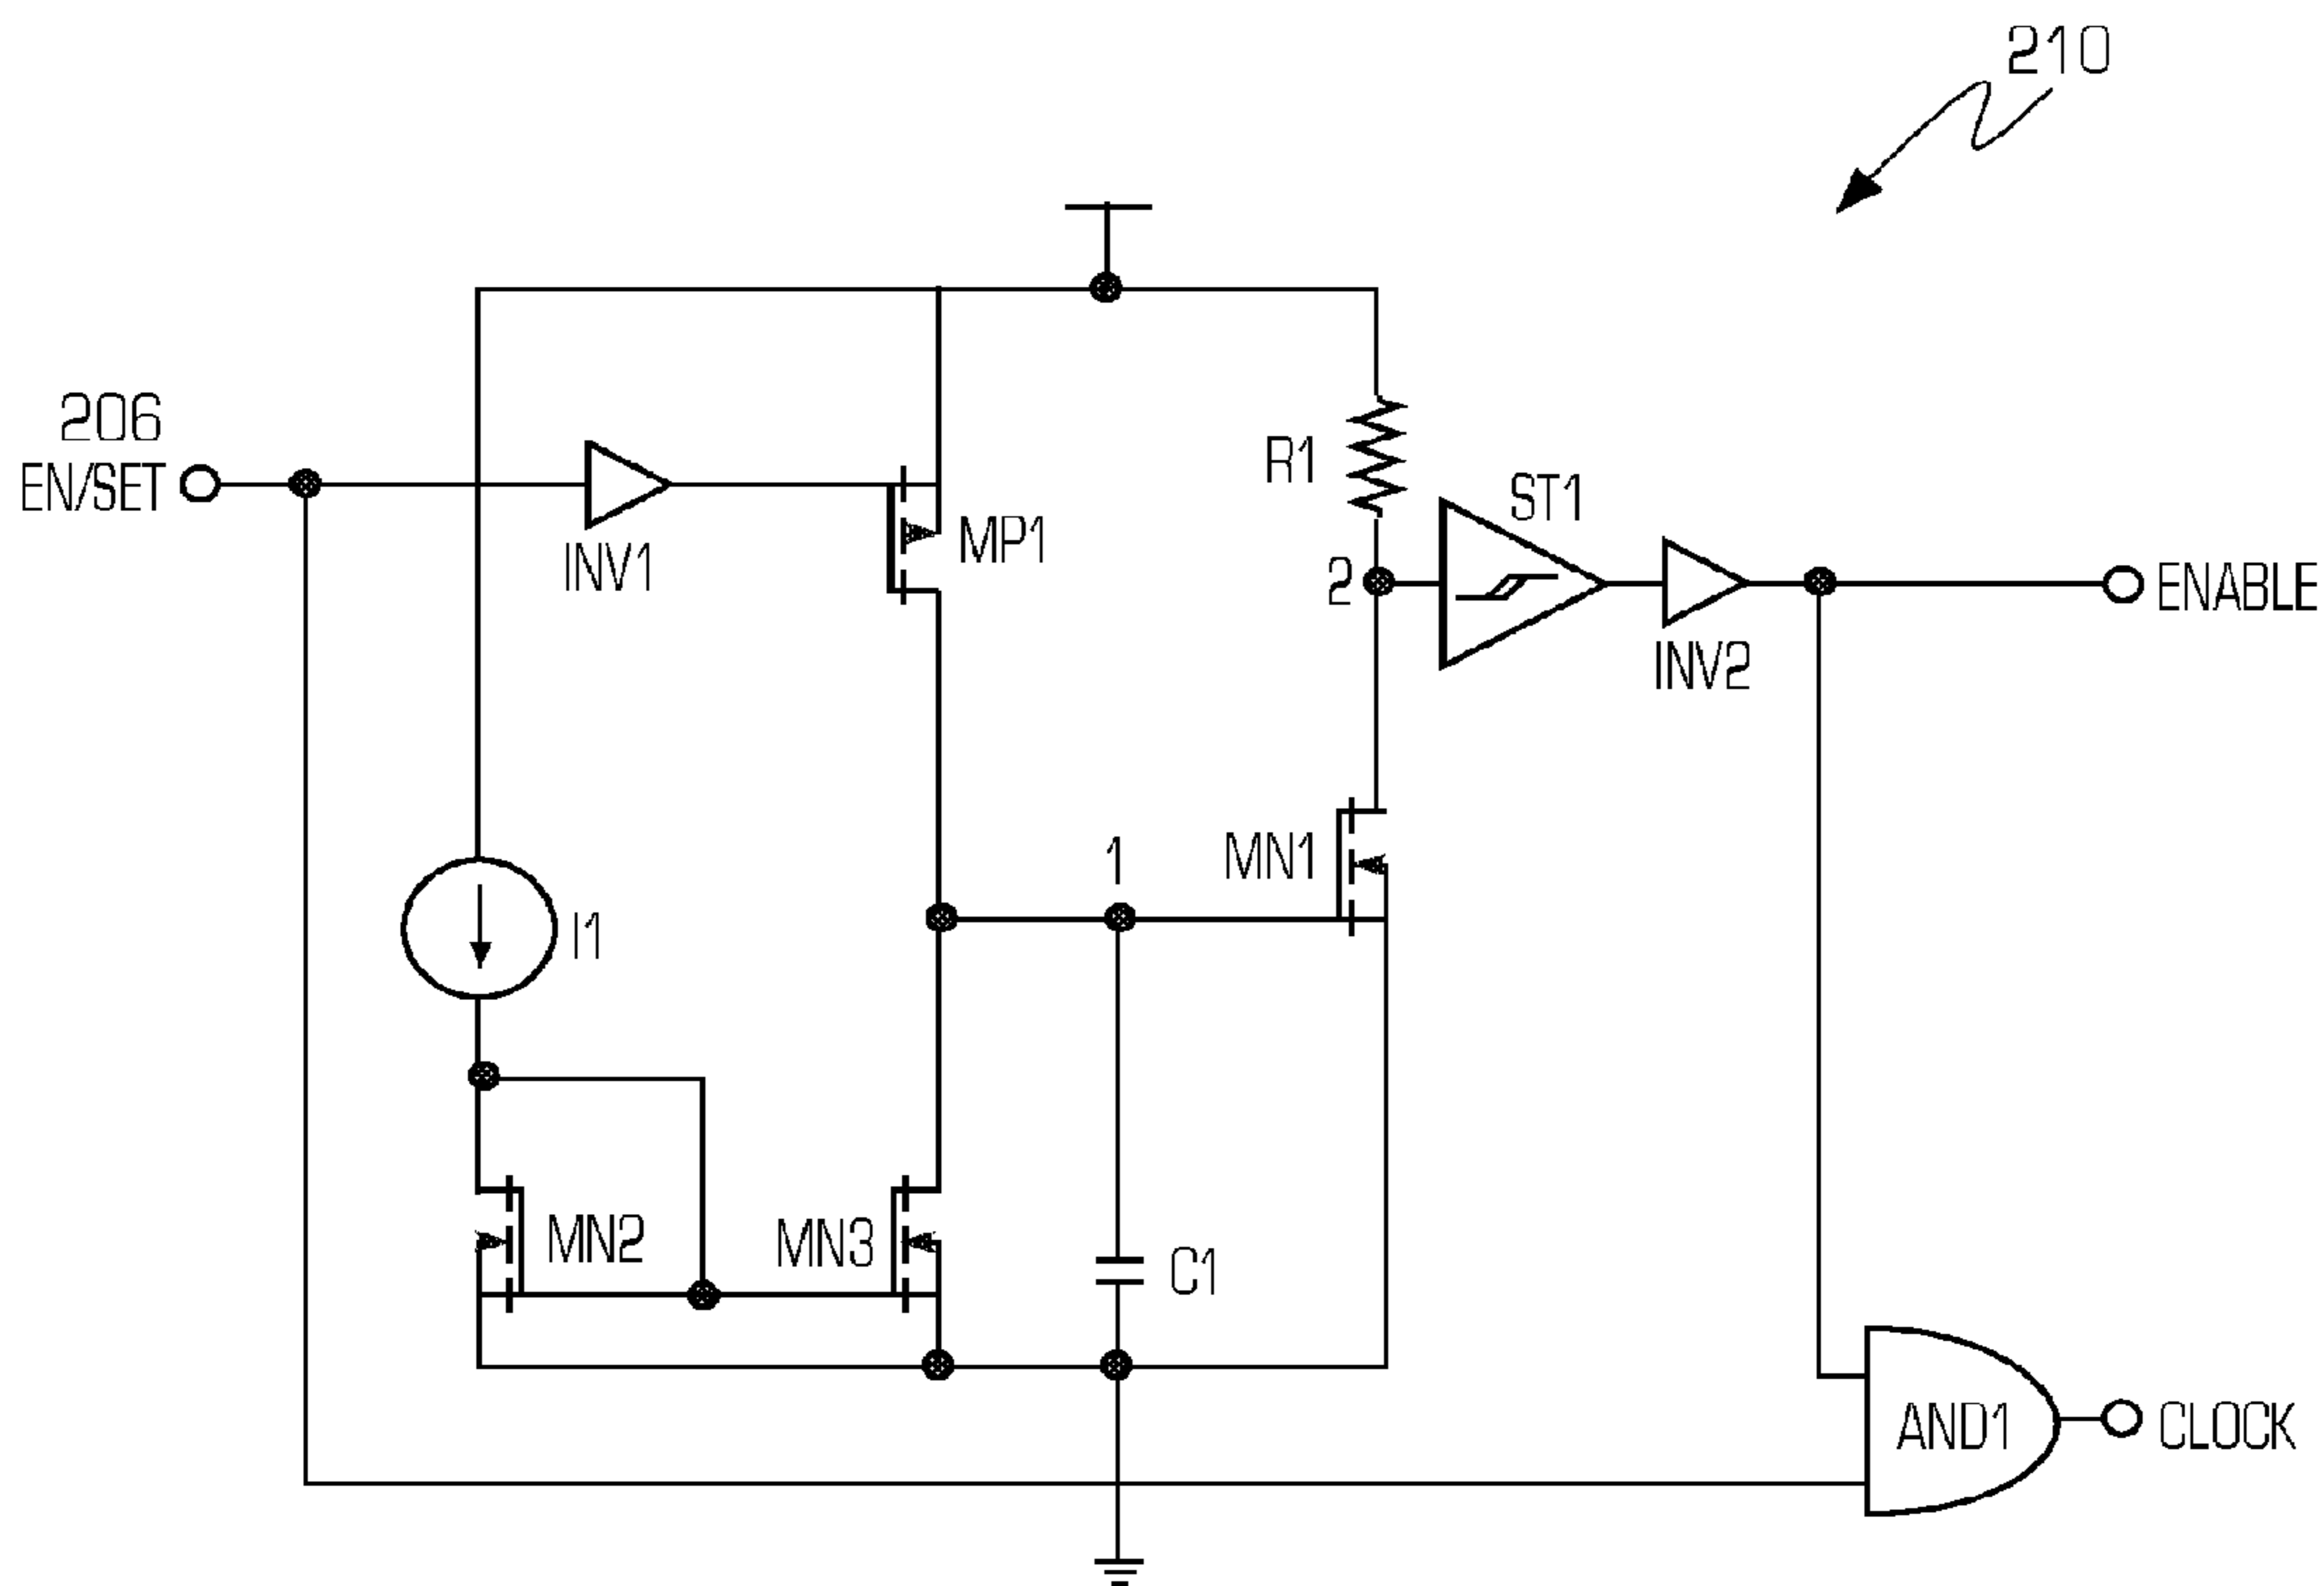 210
206
EN/SET
INV1
MP1
R1
ST1
2
INV2
ENABLE
I1
1
MN1
MN2
MN3
C1
AND1
CLOCK